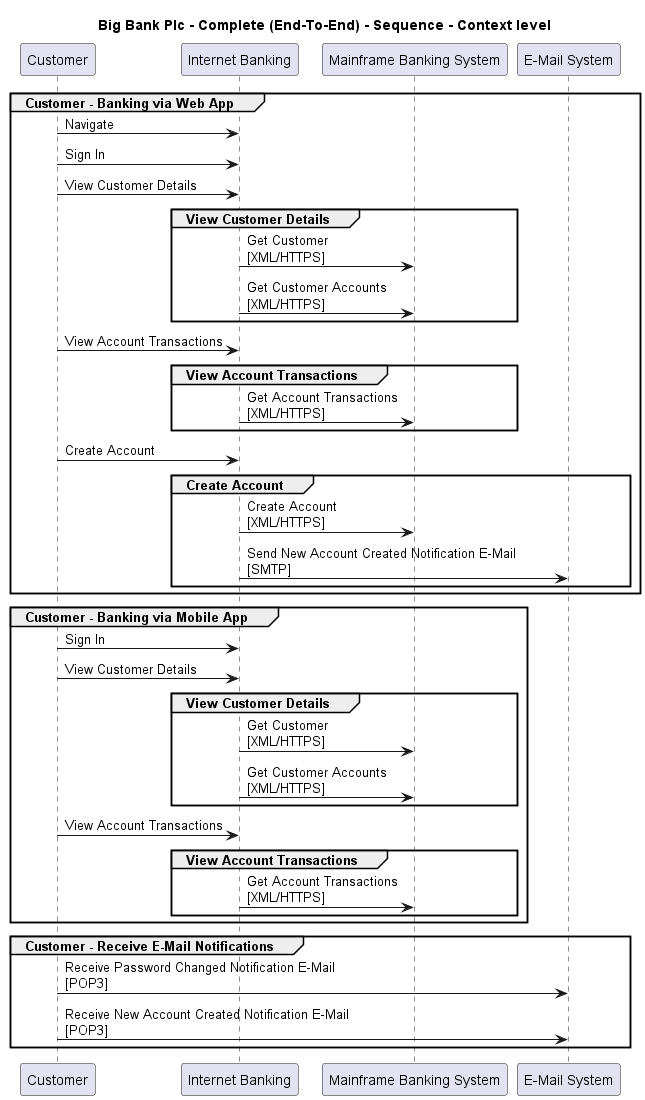 Big Bank Plc - Complete (End-To-End) - Sequence - Context level
Customer
Internet Banking
Mainframe Banking System
E-Mail System
Customer - Banking via Web App
Navigate
Sign In
View Customer Details
View Customer Details
Get Customer
[XML/HTTPS]
Get Customer Accounts
[XML/HTTPS]
View Account Transactions
View Account Transactions
Get Account Transactions
[XML/HTTPS]
Create Account
Create Account
Create Account
[XML/HTTPS]
Send New Account Created Notification E-Mail
[SMTP]
Customer - Banking via Mobile App
Sign In
View Customer Details
View Customer Details
Get Customer
[XML/HTTPS]
Get Customer Accounts
[XML/HTTPS]
View Account Transactions
View Account Transactions
Get Account Transactions
[XML/HTTPS]
Customer - Receive E-Mail Notifications
Receive Password Changed Notification E-Mail
[POP3]
Receive New Account Created Notification E-Mail
[POP3]
Customer
Internet Banking
Mainframe Banking System
E-Mail System